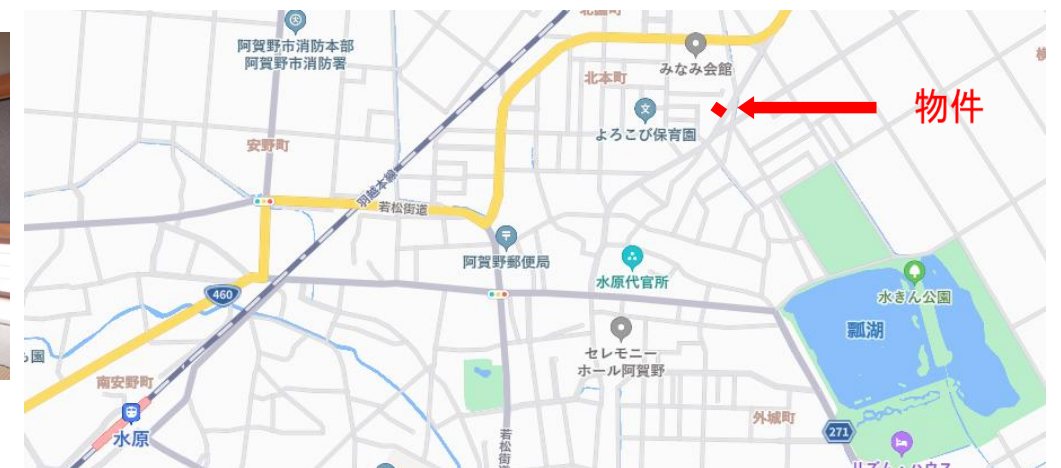 北本町
阿賀野市消防本部
阿賀野市消防署
みなみ会館
物件
よろこび保育園
安野町
羽越本線
若松街道
阿賀野郵便局
水原代官所
水きん公園
460
瓢湖
セレモニー
ホール阿賀野
園
南安野町
外城町
水原
271
若松街